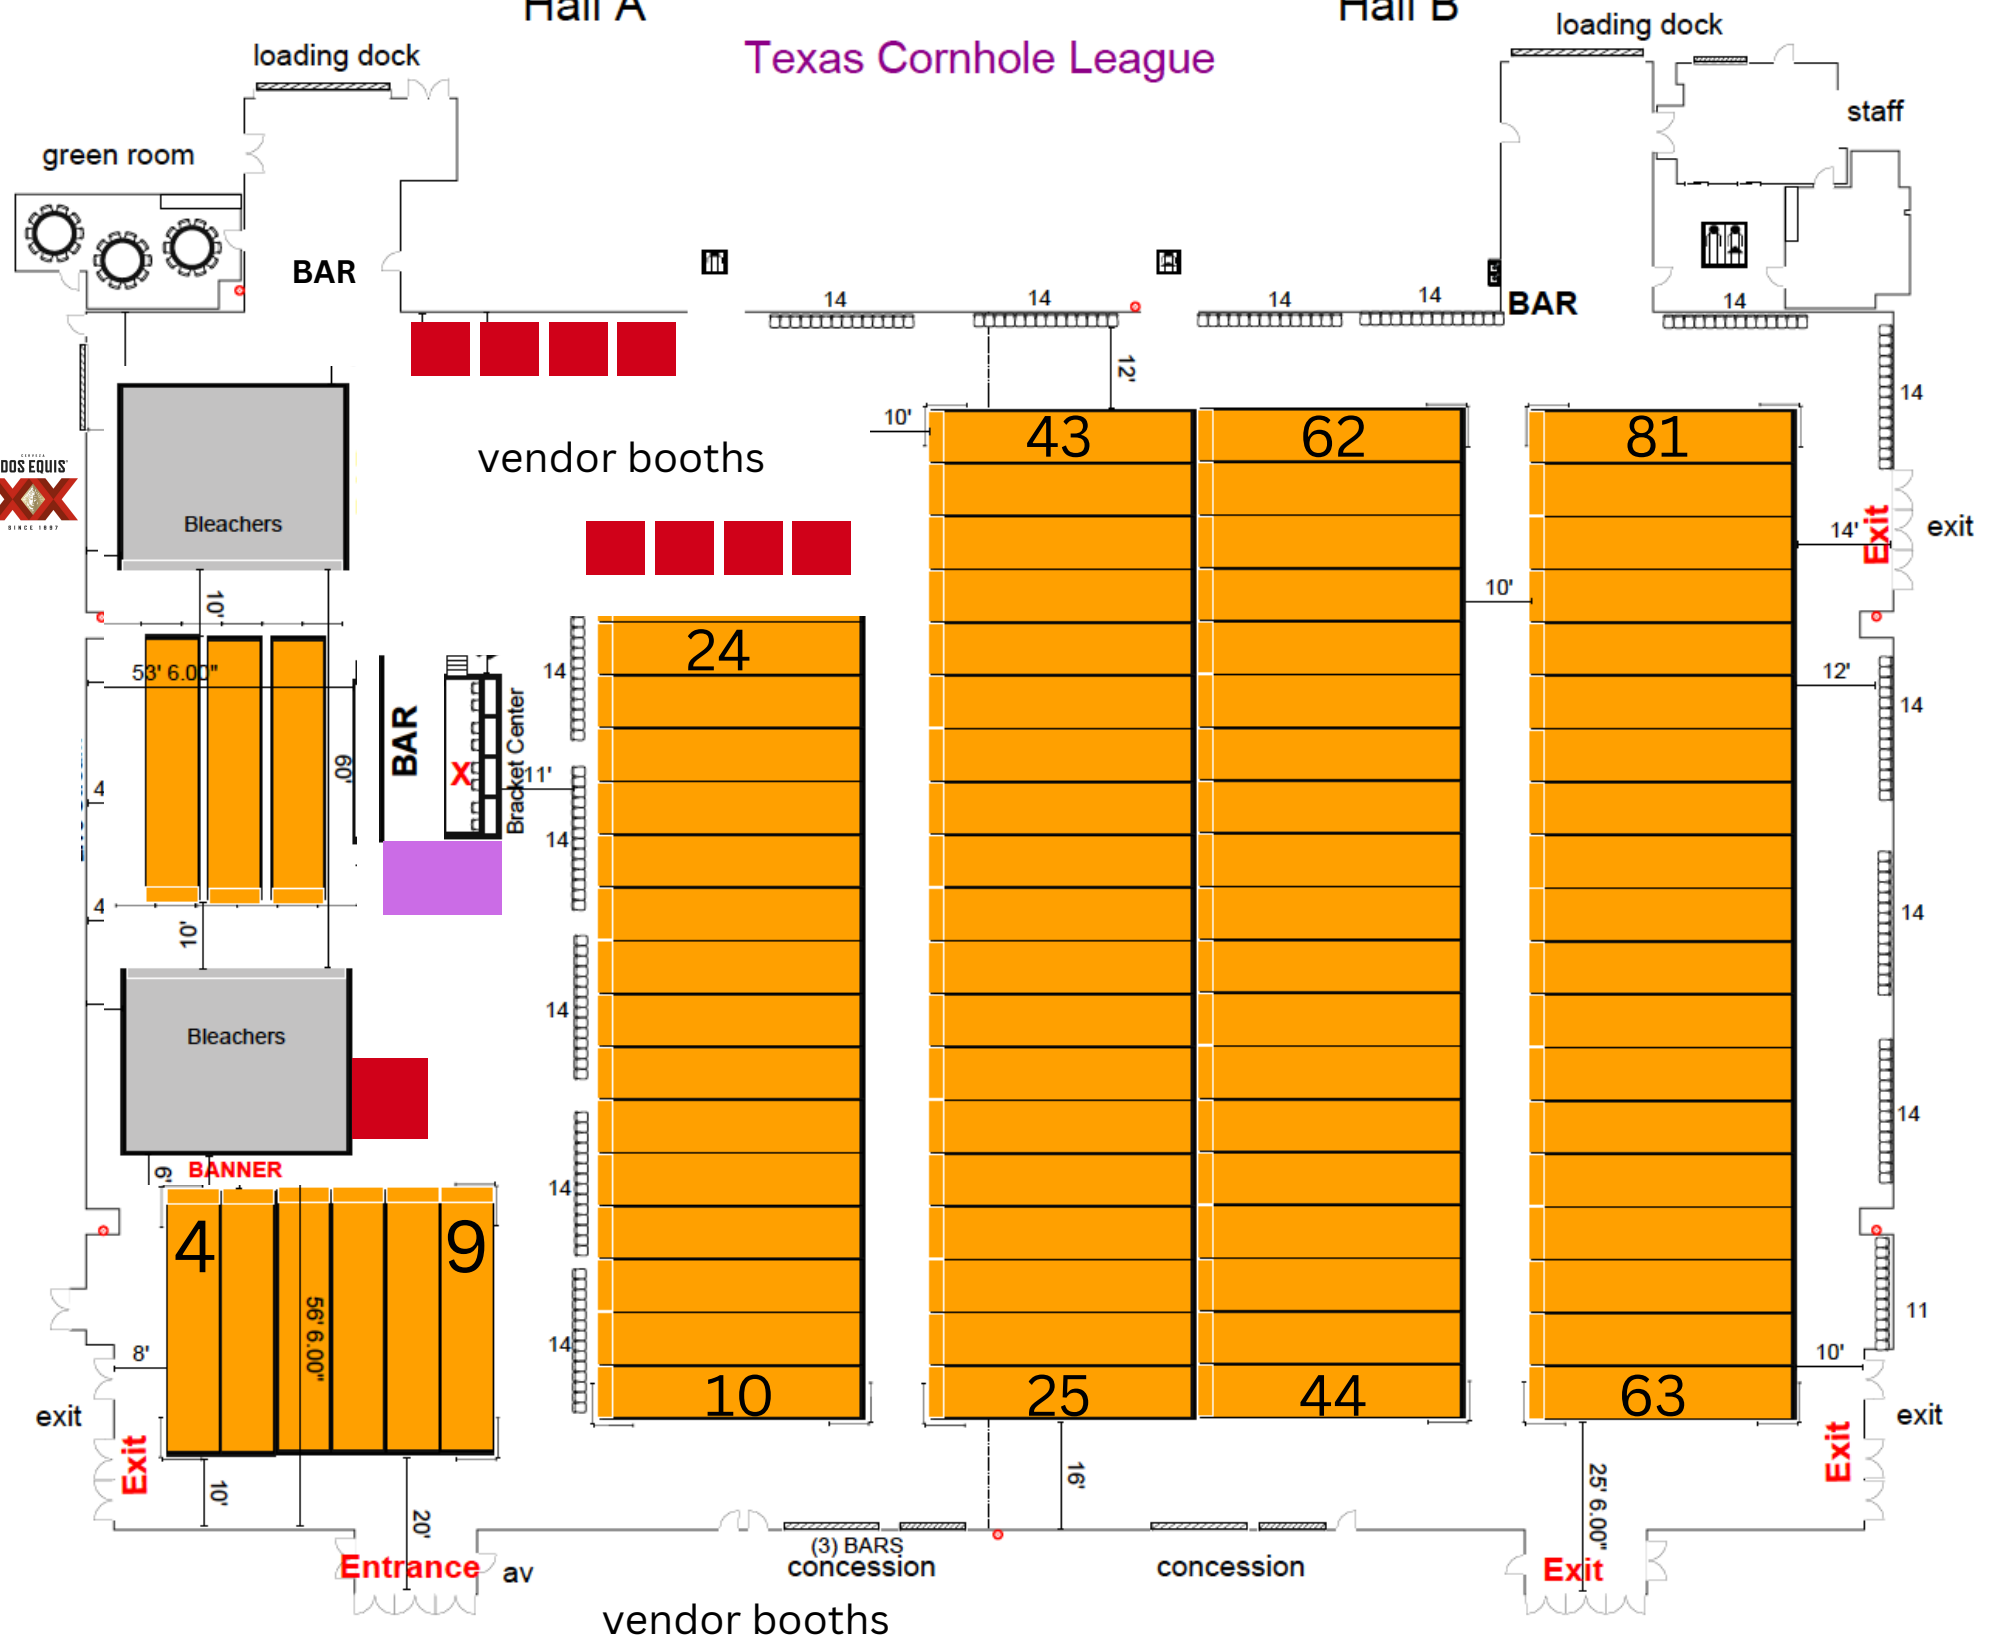 Hall A
Hall B
Texas Cornhole League
loading dock
loading dock
staff
green room
BAR
BAR
14
14
14
14
14
12'
10'
14
43
62
81
vendor booths
CERVEZA
DOS EQUIS
XX
SINCE 1897
Bleachers
14'
Exit
exit
10'
10'
24
14
53' 6.00"
12'
14
BAR
60'
X
Bracket Center
11'
4
14
4
14
10'
14
Bleachers
14
BANNER
6'
14
4
9
56' 6.00"
11
14
8'
10'
10
25
44
63
exit
Exit
exit
Exit
10'
20'
16'
25' 6.00"
(3) BARS
Entrance
av
concession
concession
Exit
vendor booths